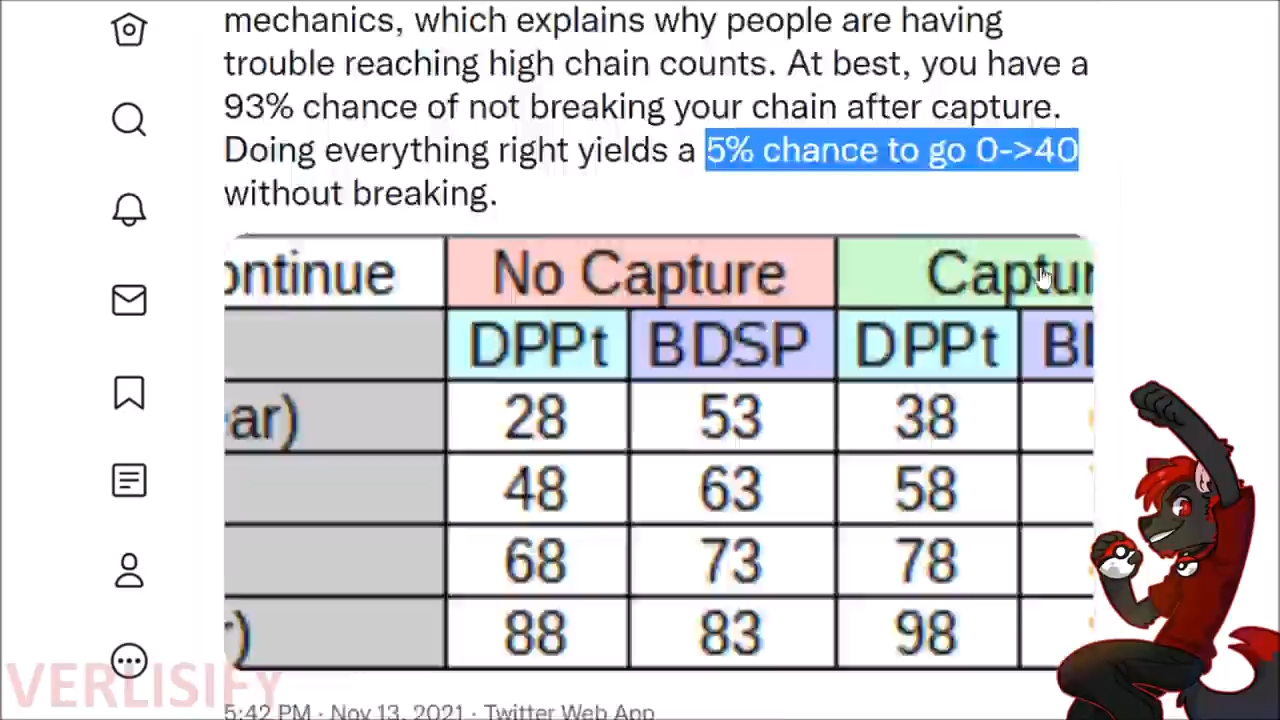 mechanics, which explains why people are having
trouble reaching high chain counts. At best, you have a
93% chance of not breaking your chain after capture.
Doing everything right yields a 5% chance to go 0->40
without breaking.
ontinue No Capture Captur
DPPt BDSP DPPt BI
ar) 28 53 38
48 63 58
68 73 78
r) 88 83 98
VERLISIFY
5:42 PM · Nov 13, 2021 · Twitter Web App